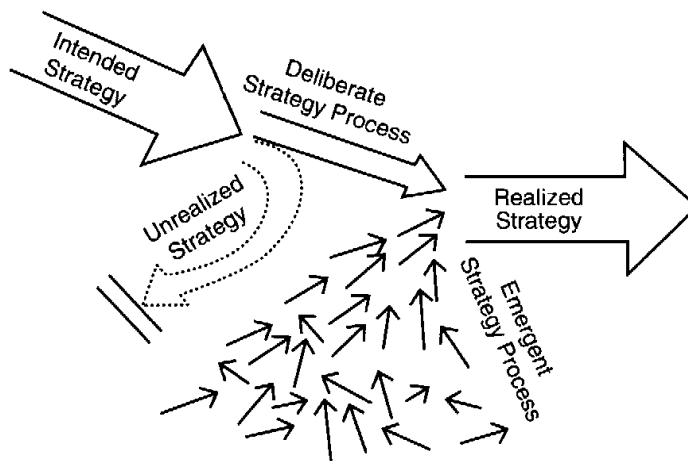 Intended
Strategy
Deliberate
Strategy Process
Unrealized
Strategy
Realized
Strategy
Emergent
Strategy Process